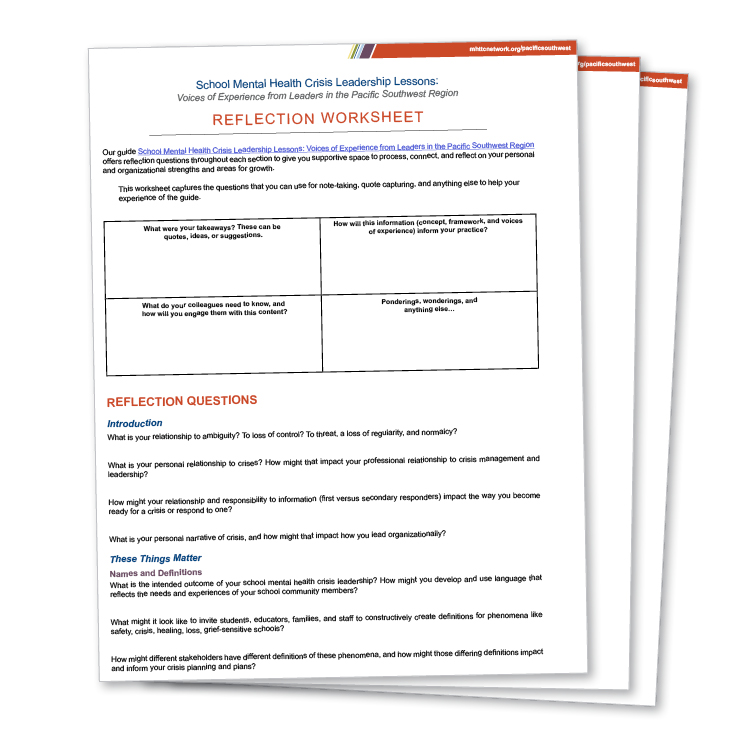 mhttcnetwork.org/pacificsouthwest
g/pacificsouthwest
cificsouthwest
School Mental Health Crisis Leadership Lessons:
Voices of Experience from Leaders in the Pacific Southwest Region
REFLECTION WORKSHEET
Our guide School Mental Health Crisis Leadership Lessons: Voices of Experience from Leaders in the Pacific Southwest Region
offers reflection questions throughout each section to give you supportive space to process, connect, and reflect on your personal
and organizational strengths and areas for growth.
This worksheet captures the questions that you can use for note-taking, quote capturing, and anything else to help your
experience of the guide.
What were your takeaways? These can be
quotes, ideas, or suggestions.
How will this information (concept, framework, and voices
of experience) inform your practice?
What do your colleagues need to know, and
how will you engage them with this content?
Ponderings, wonderings, and
anything else...
REFLECTION QUESTIONS
Introduction
What is your relationship to ambiguity? To loss of control? To threat, a loss of regularity, and normalcy?
What is your personal relationship to crises? How might that impact your professional relationship to crisis management and
leadership?
How might your relationship and responsibility to information (first versus secondary responders) impact the way you become
ready for a crisis or respond to one?
What is your personal narrative of crisis, and how might that impact how you lead organizationally?
These Things Matter
Names and Definitions
What is the intended outcome of your school mental health crisis leadership? How might you develop and use language that
reflects the needs and experiences of your school community members?
What might it look like to invite students, educators, families, and staff to constructively create definitions for phenomena like
safety, crisis, healing, loss, grief-sensitive schools?
How might different stakeholders have different definitions of these phenomena, and how might those differing definitions impact
and inform your crisis planning and plans?